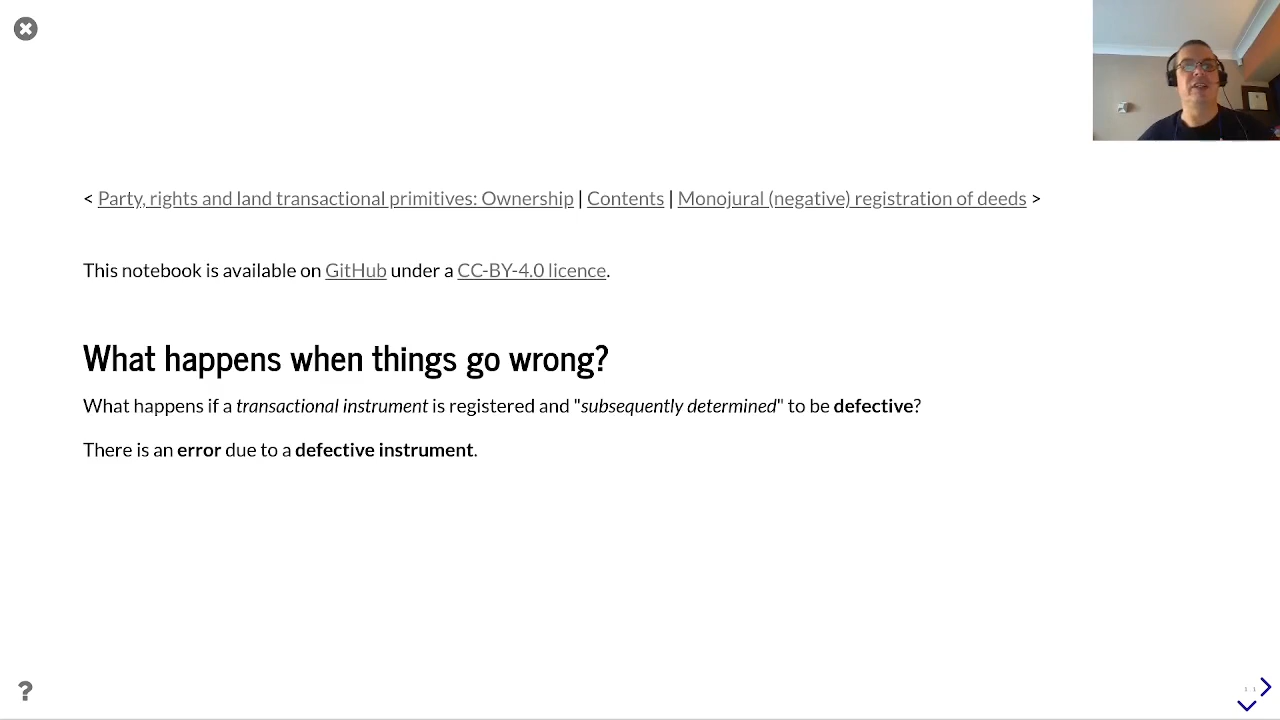 < Party, rights and land transactional primitives: Ownership | Contents | Monojural (negative) registration of deeds >
This notebook is available on GitHub under a CC-BY-4.0 licence.
What happens when things go wrong?
What happens if a transactional instrument is registered and "subsequently determined" to be defective?
There is an error due to a defective instrument.
?